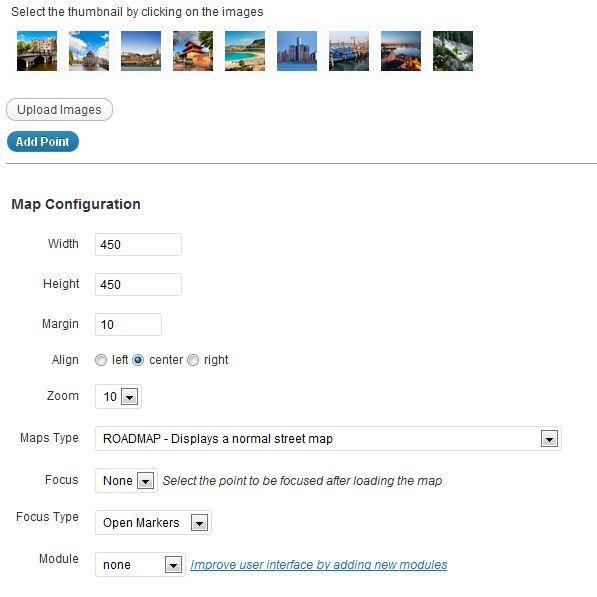 Select the thumbnail by clicking on the images
Upload Images
Add Point
Map Configuration
Width 450
Height 450
Margin 10
Align left center right
Zoom 10
Maps Type ROADMAP - Displays a normal street map
Focus None Select the point to be focused after loading the map
Focus Type Open Markers
Module none Improve user interface by adding new modules